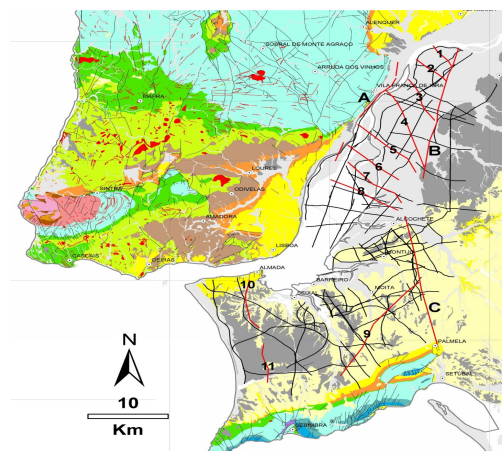 ALENQUER
SOBRAL DE MONTE AGRAÇO
1
ARRUDA DOS VINHOS
2
VILA FRANCA DE XIRA
A
3
MAFRA
4
5
B
6
LOURES
7
SINTRA
ODIVELAS
8
AMADORA
ALCOCHETE
LISBOA
MONTIJO
CASCAIS
OEIRAS
ALMADA
BARREIRO
10
SEIXAL
MOITA
C
9
N
PALMELA
11
SETÚBAL
10
Km
SESIMBRA